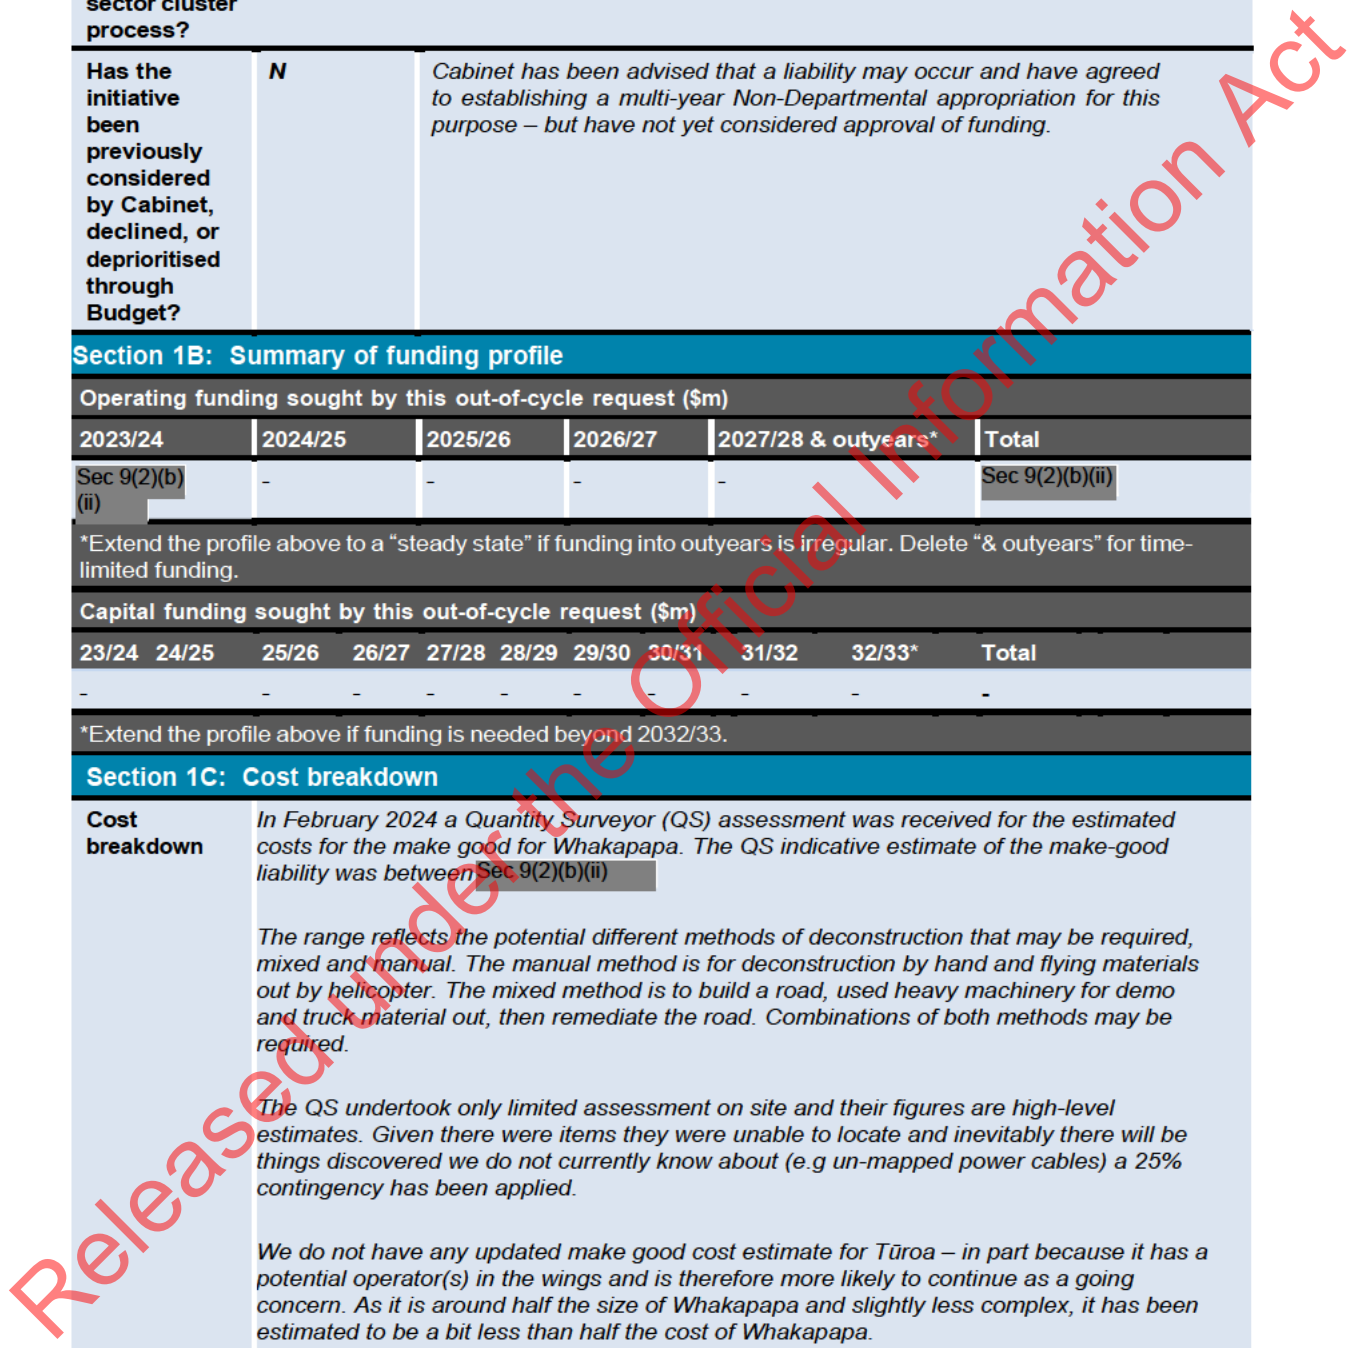 sector cluster
process?
Has the
initiative
been
previously
considered
by Cabinet,
declined, or
deprioritised
through
Budget?
N
Cabinet has been advised that a liability may occur and have agreed
to establishing a multi-year Non-Departmental appropriation for this
purpose – but have not yet considered approval of funding.
Section 1B: Summary of funding profile
Operating funding sought by this out-of-cycle request ($m)
2023/24 2024/25 2025/26 2026/27 2027/28 & outyears* Total
Sec 9(2)(b)
(ii)
- - - - Sec 9(2)(b)(ii)
*Extend the profile above to a “steady state” if funding into outyears is irregular. Delete “& outyears” for time-
limited funding.
Capital funding sought by this out-of-cycle request ($m)
23/24 24/25 25/26 26/27 27/28 28/29 29/30 30/31 31/32 32/33* Total
- - - - - - - - - -
*Extend the profile above if funding is needed beyond 2032/33.
Section 1C: Cost breakdown
Cost
breakdown
In February 2024 a Quantity Surveyor (QS) assessment was received for the estimated
costs for the make good for Whakapapa. The QS indicative estimate of the make-good
liability was between Sec 9(2)(b)(ii)
The range reflects the potential different methods of deconstruction that may be required,
mixed and manual. The manual method is for deconstruction by hand and flying materials
out by helicopter. The mixed method is to build a road, used heavy machinery for demo
and truck material out, then remediate the road. Combinations of both methods may be
required.
The QS undertook only limited assessment on site and their figures are high-level
estimates. Given there were items they were unable to locate and inevitably there will be
things discovered we do not currently know about (e.g un-mapped power cables) a 25%
contingency has been applied.
We do not have any updated make good cost estimate for Tūroa – in part because it has a
potential operator(s) in the wings and is therefore more likely to continue as a going
concern. As it is around half the size of Whakapapa and slightly less complex, it has been
estimated to be a bit less than half the cost of Whakapapa.
Released under the Official Information Act